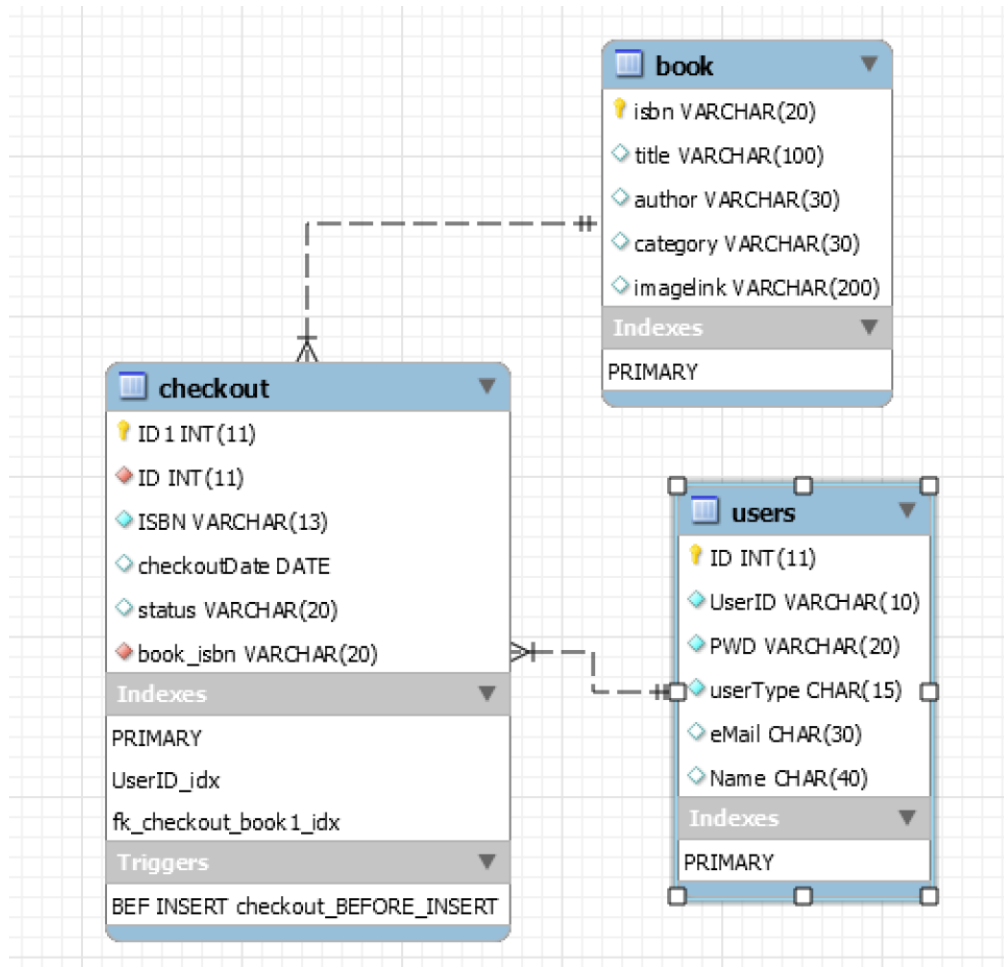 book
isbn VARCHAR(20)
title VARCHAR(100)
author VARCHAR(30)
category VARCHAR(30)
imagelink VARCHAR(200)
Indexes
PRIMARY
checkout
ID1 INT(11)
ID INT(11)
ISBN VARCHAR(13)
checkoutDate DATE
status VARCHAR(20)
book_isbn VARCHAR(20)
Indexes
PRIMARY
UserID_idx
fk_checkout_book1_idx
Triggers
BEF INSERT checkout_BEFORE_INSERT
users
ID INT(11)
UserID VARCHAR(10)
PWD VARCHAR(20)
userType CHAR(15)
eMail CHAR(30)
Name CHAR(40)
Indexes
PRIMARY